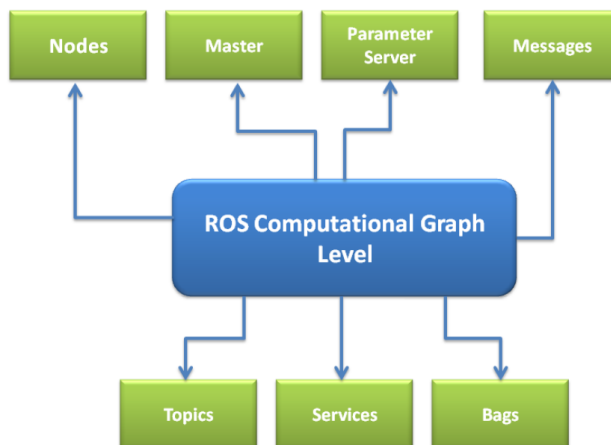 Nodes
Master
Parameter
Server
Messages
ROS Computational Graph
Level
Topics
Services
Bags